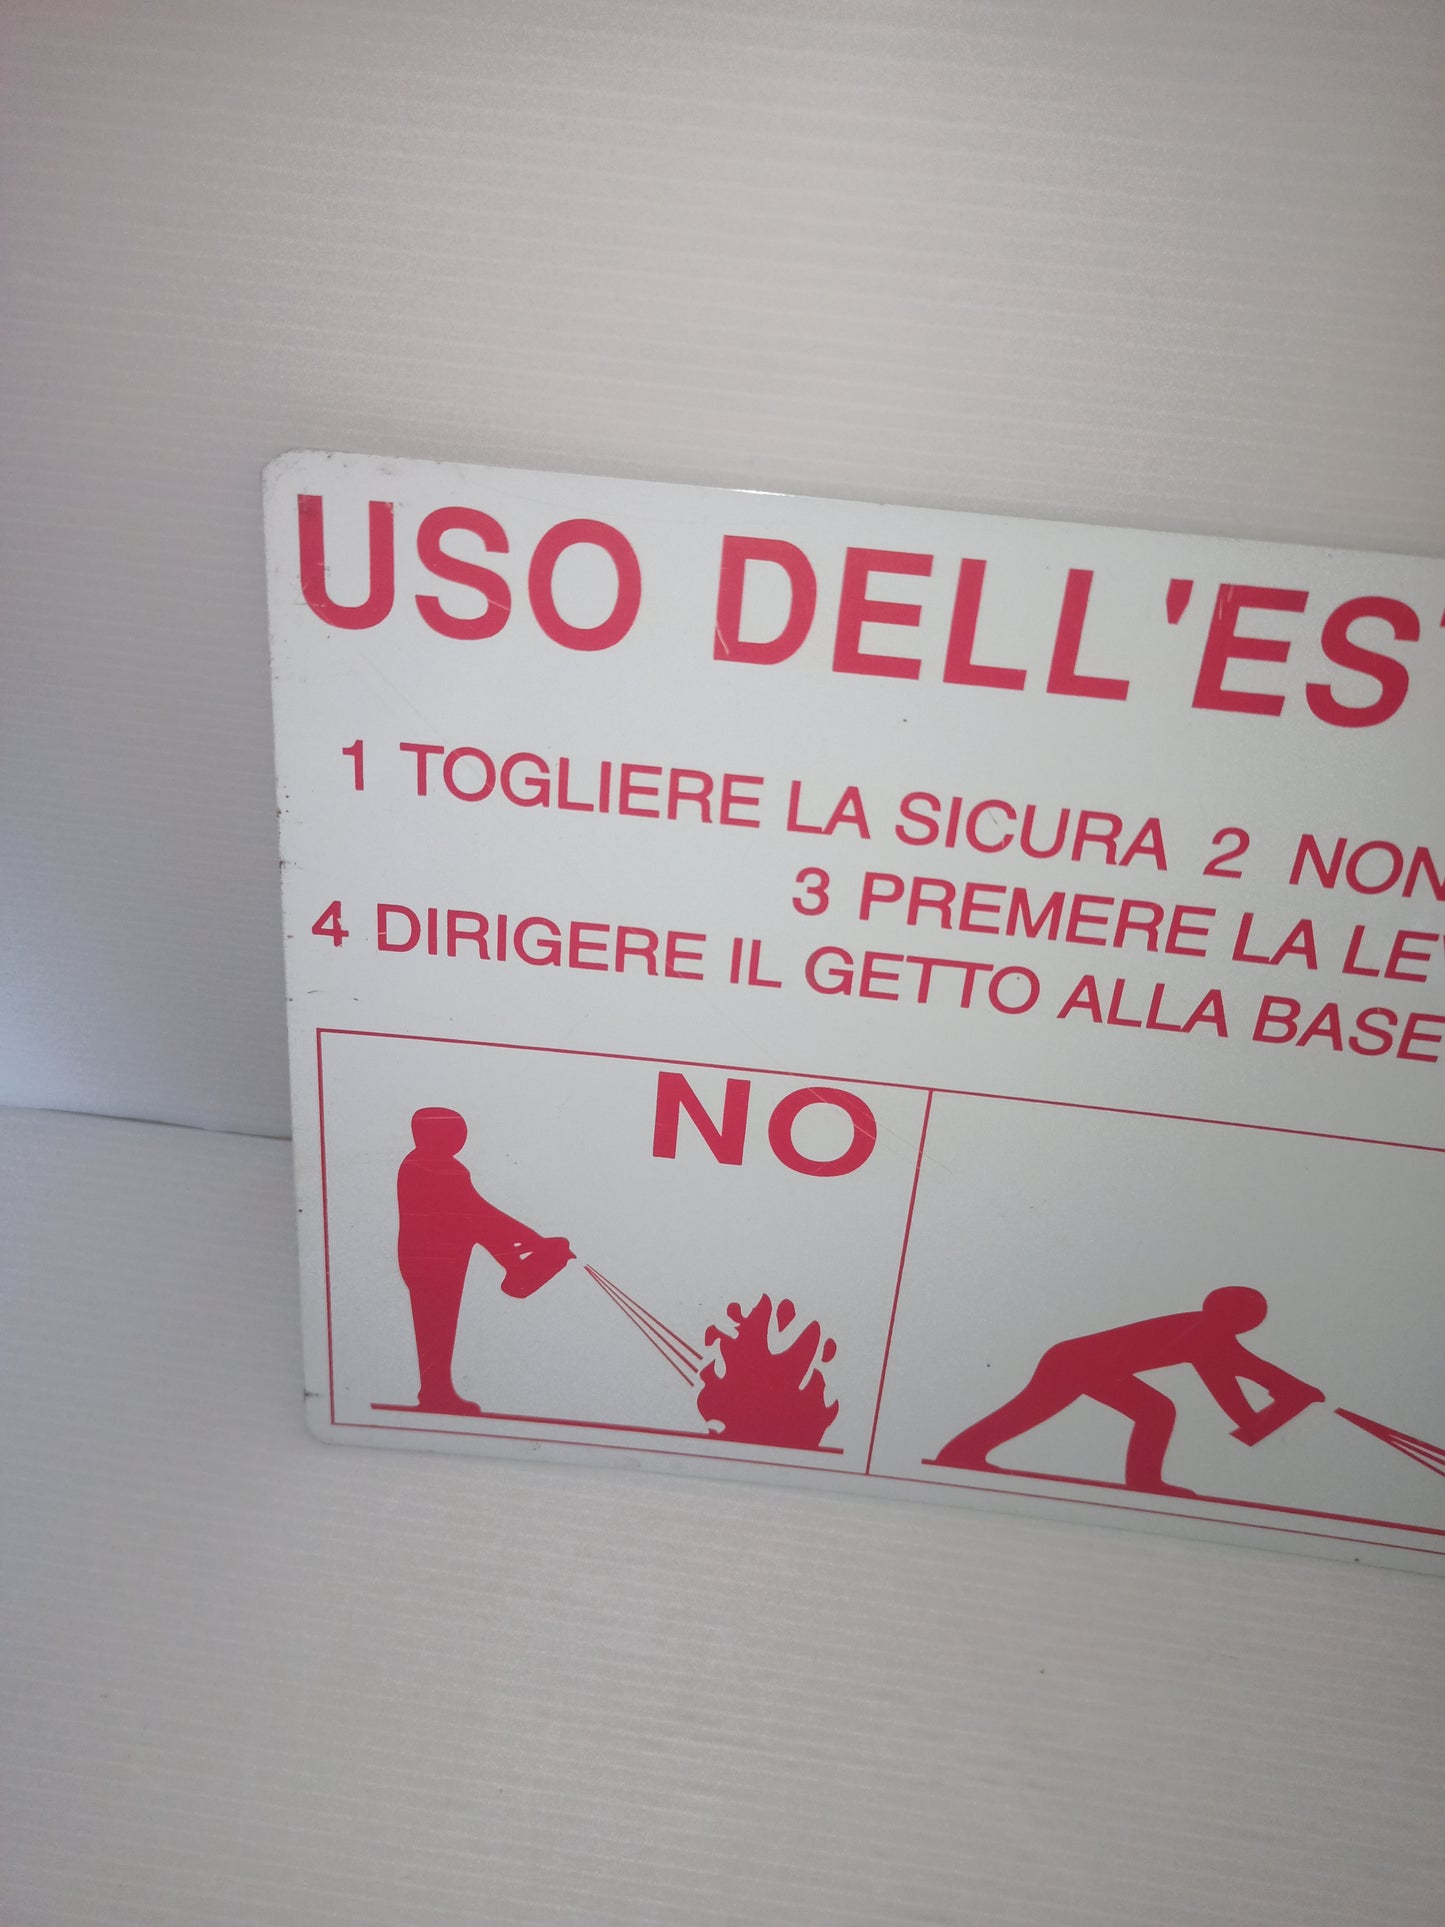 USO DELL'ES
1 TOGLIERE LA SICURA 2 NON
3 PREMERE LA LE
4 DIRIGERE IL GETTO ALLA BASE
NO